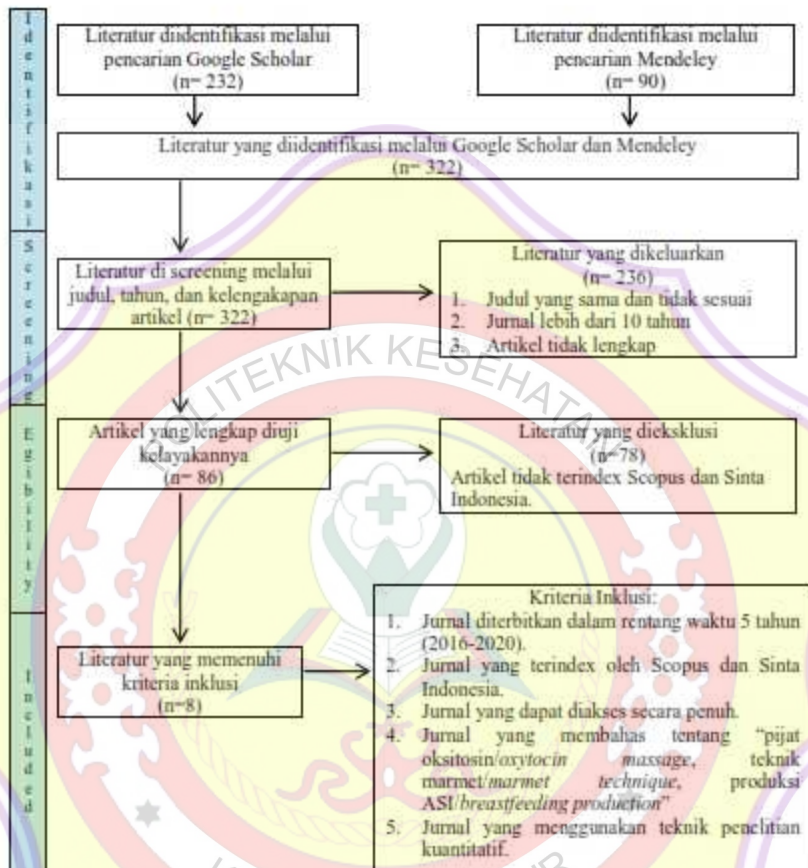 Identifikasi
Literatur diidentifikasi melalui
pencarian Google Scholar
(n= 232)
Literatur diidentifikasi melalui
pencarian Mendeley
(n= 90)
Literatur yang diidentifikasi melalui Google Scholar dan Mendeley
(n= 322)
Screening
Literatur di screening melalui
judul, tahun, dan kelengakapan
artikel (n= 322)
Literatur yang dikeluarkan
(n= 236)
1. Judul yang sama dan tidak sesuai
2. Jurnal lebih dari 10 tahun
3. Artikel tidak lengkap
POLITEKNIK KESEHATAN
Egibility
Artikel yang lengkap diuji
kelayakannya
(n= 86)
Literatur yang dieksklusi
(n=78)
Artikel tidak terindex Scopus dan Sinta
Indonesia.
Included
Literatur yang memenuhi
kriteria inklusi
(n=8)
Kriteria Inklusi:
1. Jurnal diterbitkan dalam rentang waktu 5 tahun
(2016-2020).
2. Jurnal yang terindex oleh Scopus dan Sinta
Indonesia.
3. Jurnal yang dapat diakses secara penuh.
4. Jurnal yang membahas tentang “pijat
oksitosin/oxytocin massage, teknik
marmet/marmet technique, produksi
ASI/breastfeeding production”
5. Jurnal yang menggunakan teknik penelitian
kuantitatif.